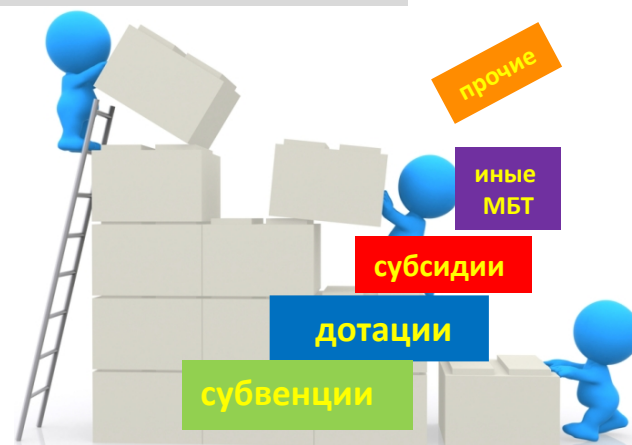 прочие
иные
МБТ
субсидии
дотации
субвенции